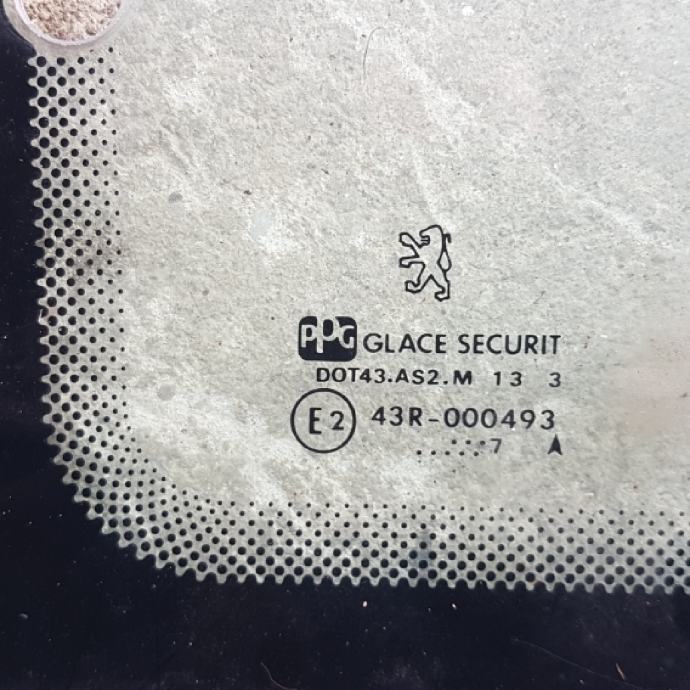 PPG GLACE SECURIT
DOT43.AS2.M 13 3
E2 43R-000493
......7